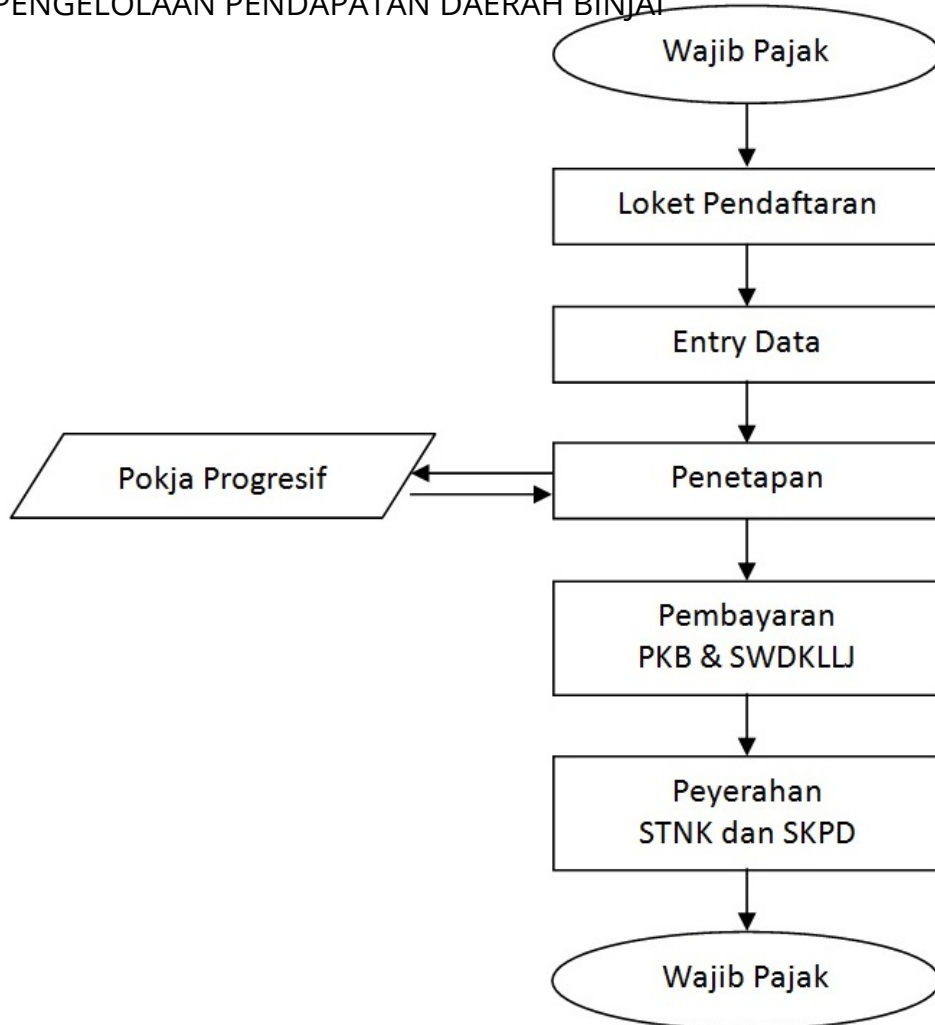 PENGELOLAAN PENDAPATAN DAERAH BINJAI
Wajib Pajak
Loket Pendaftaran
Entry Data
Pokja Progresif
Penetapan
Pembayaran
PKB & SWDKLLJ
Peyerahan
STNK dan SKPD
Wajib Pajak